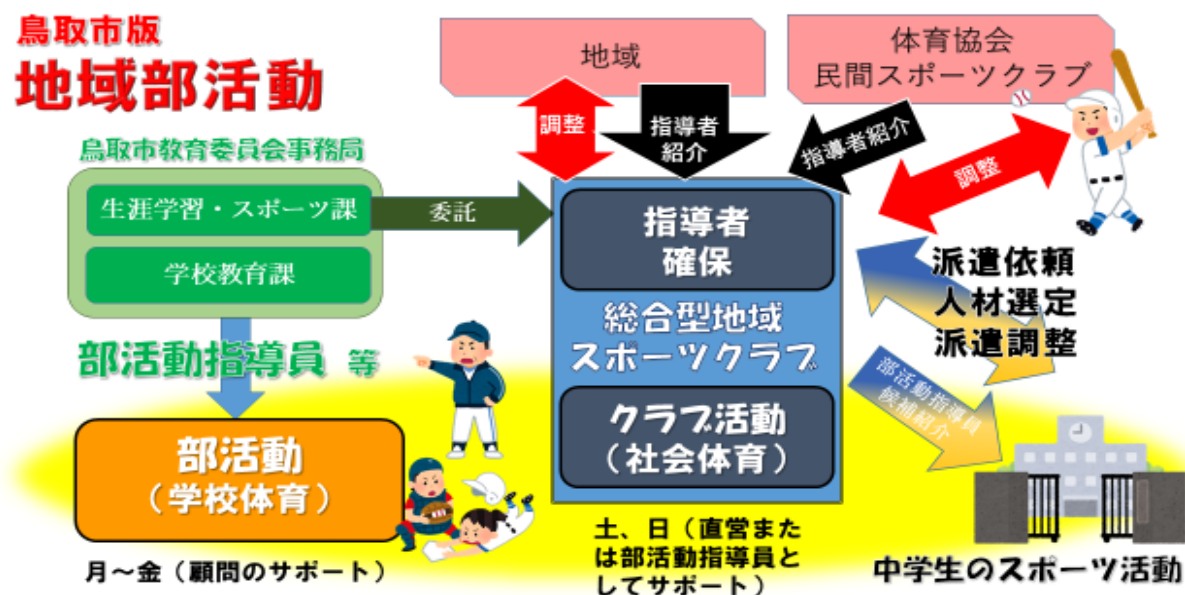 鳥取市版
地域部活動
地域
体育協会
民間スポーツクラブ
調整
指導者
紹介
指導者紹介
調整
鳥取市教育委員会事務局
生涯学習・スポーツ課
学校教育課
委託
指導者
確保
総合型地域
スポーツクラブ
クラブ活動
（社会体育）
派遣依頼
人材選定
派遣調整
部活動指導員
候補紹介
部活動指導員 等
部活動
（学校体育）
月～金（顧問のサポート）
土、日（直営また
は部活動指導員と
してサポート）
中学生のスポーツ活動